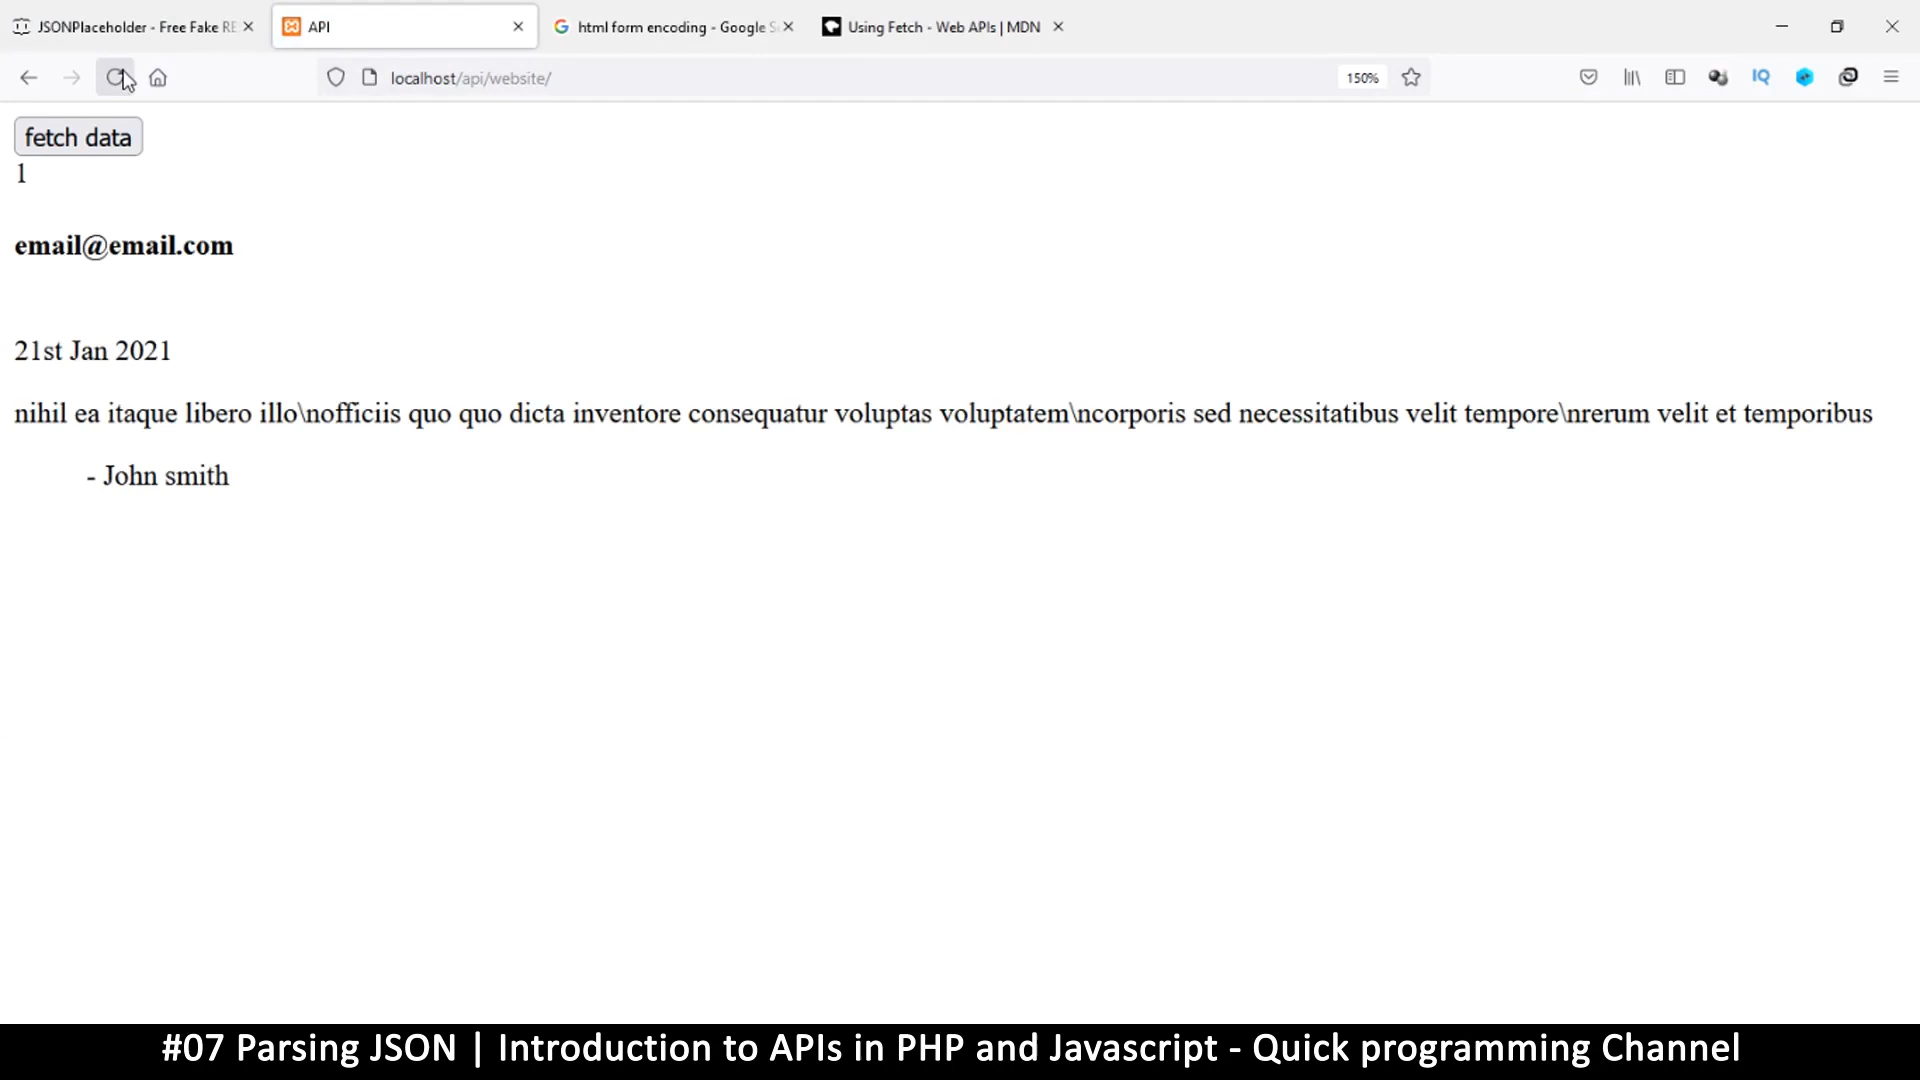 JSONPlaceholder - Free Fake RE
API
html form encoding - Google S
Using Fetch - Web APIs | MDN
localhost/api/website/
150%
IQ
fetch data
1
email@email.com
21st Jan 2021
nihil ea itaque libero illo\nofficiis quo quo dicta inventore consequatur voluptas voluptatem\ncorporis sed necessitatibus velit tempore\nrerum velit et temporibus
- John smith
#07 Parsing JSON | Introduction to APIs in PHP and Javascript - Quick programming Channel